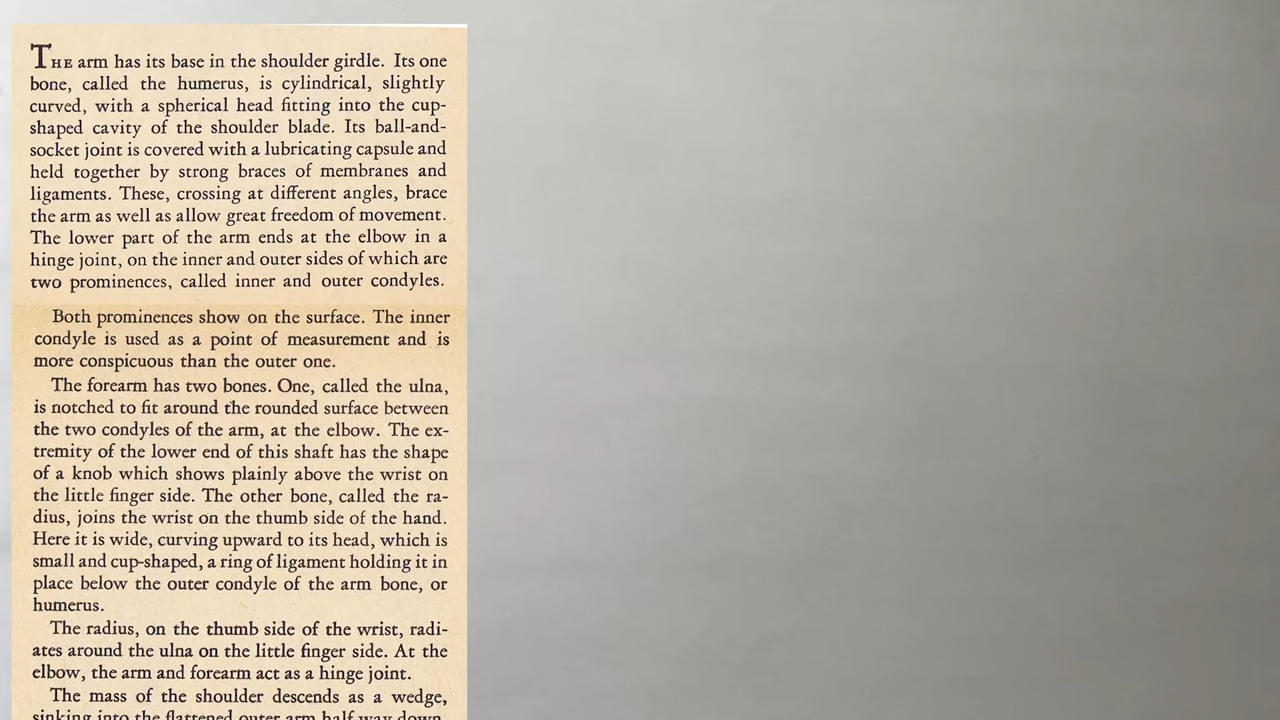 THE arm has its base in the shoulder girdle. Its one
bone, called the humerus, is cylindrical, slightly
curved, with a spherical head fitting into the cup-
shaped cavity of the shoulder blade. Its ball-and-
socket joint is covered with a lubricating capsule and
held together by strong braces of membranes and
ligaments. These, crossing at different angles, brace
the arm as well as allow great freedom of movement.
The lower part of the arm ends at the elbow in a
hinge joint, on the inner and outer sides of which are
two prominences, called inner and outer condyles.
Both prominences show on the surface. The inner
condyle is used as a point of measurement and is
more conspicuous than the outer one.
The forearm has two bones. One, called the ulna,
is notched to fit around the rounded surface between
the two condyles of the arm, at the elbow. The ex-
tremity of the lower end of this shaft has the shape
of a knob which shows plainly above the wrist on
the little finger side. The other bone, called the ra-
dius, joins the wrist on the thumb side of the hand.
Here it is wide, curving upward to its head, which is
small and cup-shaped, a ring of ligament holding it in
place below the outer condyle of the arm bone, or
humerus.
The radius, on the thumb side of the wrist, radi-
ates around the ulna on the little finger side. At the
elbow, the arm and forearm act as a hinge joint.
The mass of the shoulder descends as a wedge,
sinking into the flattened outer arm half way down.